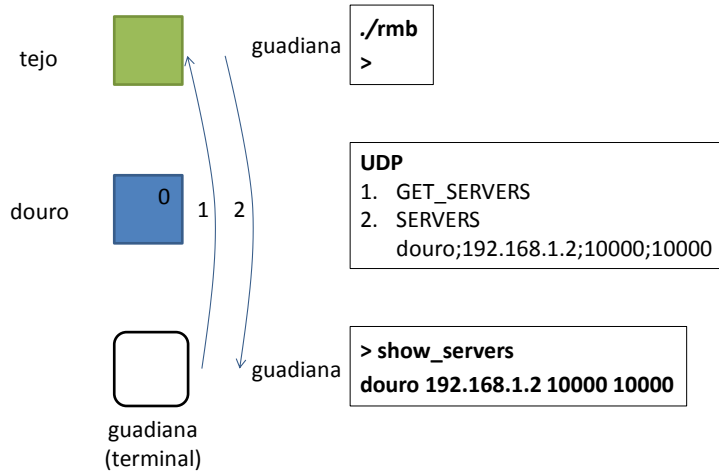 tejo
guadiana
./rmb
>
douro
0
1
2
UDP
1. GET_SERVERS
2. SERVERS
douro;192.168.1.2;10000;10000
guadiana
(terminal)
guadiana
> show_servers
douro 192.168.1.2 10000 10000